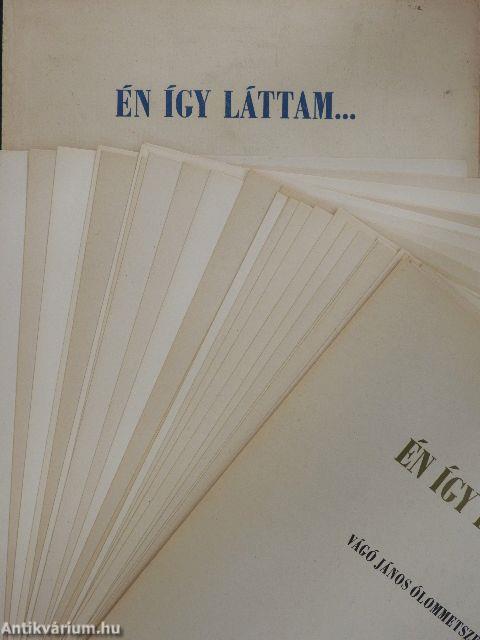 ÉN ÍGY LÁTTAM...
ÉN ÍGY
VÁGÓ JÁNOS ÓLOMMETSZ
Antikvárium.hu